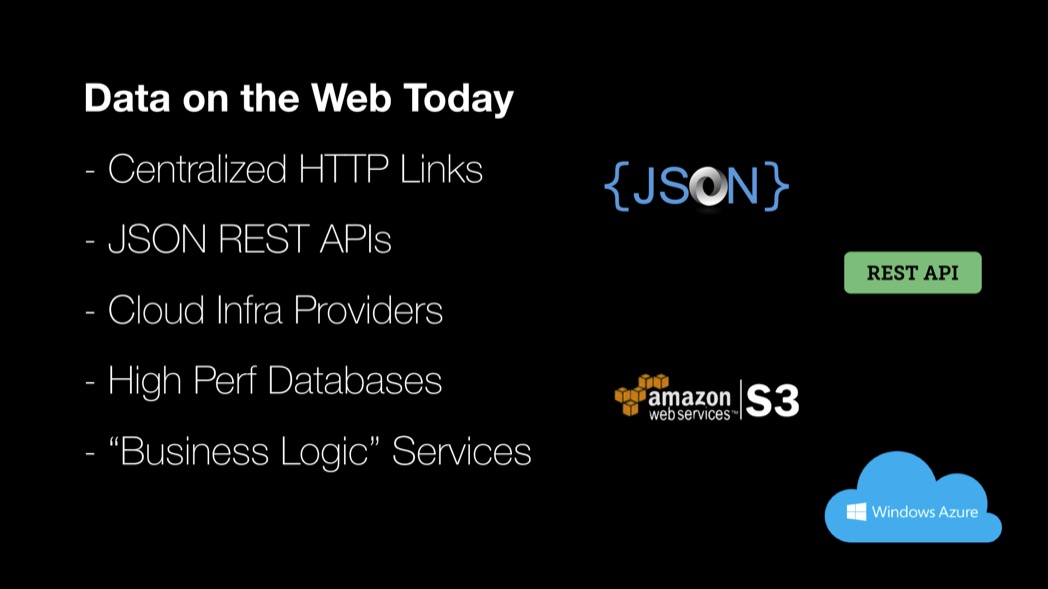 Data on the Web Today
- Centralized HTTP Links
- JSON REST APIs
- Cloud Infra Providers
- High Perf Databases
- “Business Logic” Services
{JSON}
REST API
amazon
web services™
S3
Windows Azure